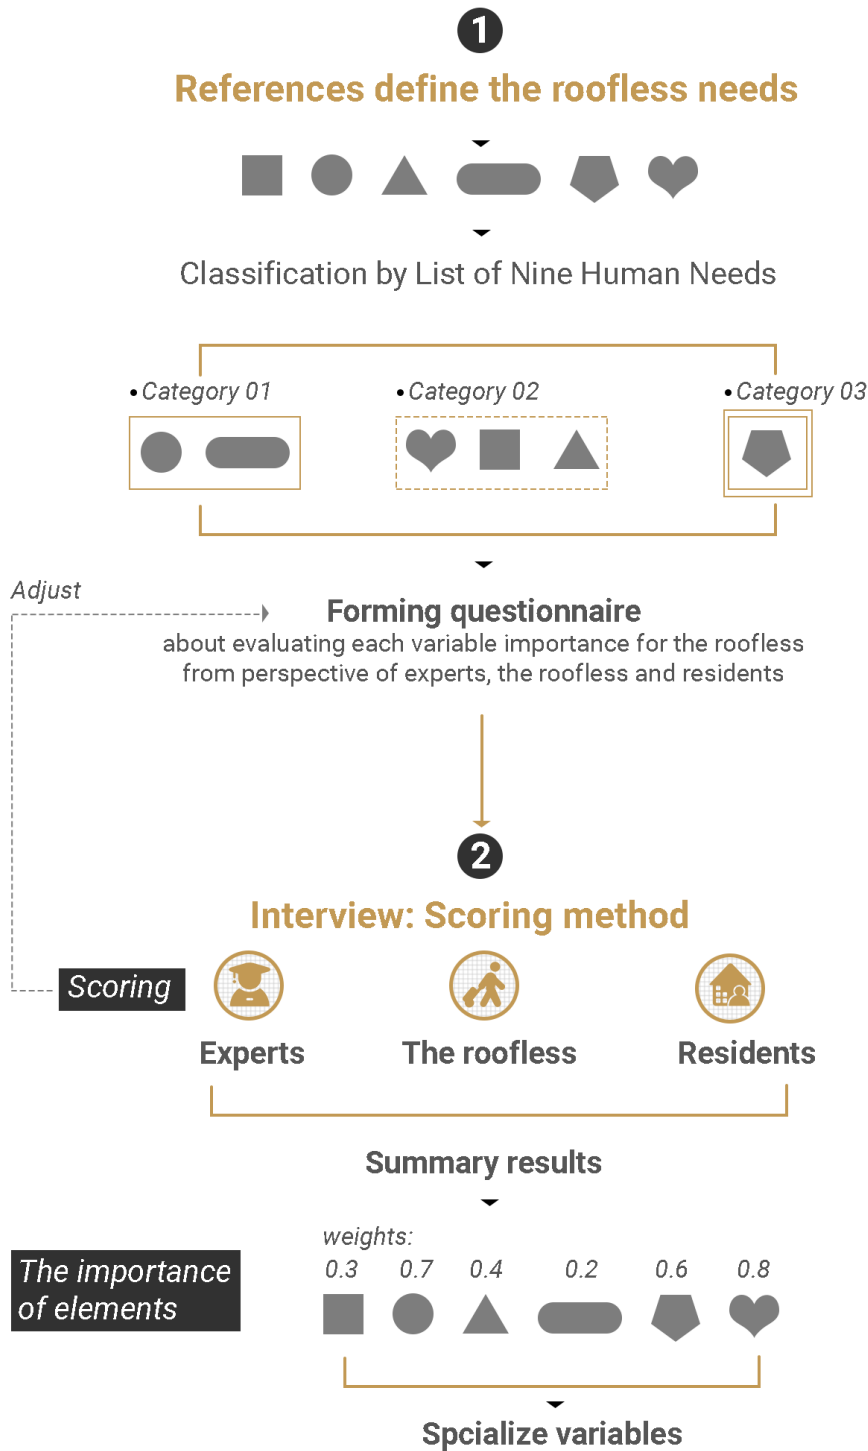 1
References define the roofless needs
Classification by List of Nine Human Needs
• Category 01
• Category 02
• Category 03
Adjust
Forming questionnaire
about evaluating each variable importance for the roofless
from perspective of experts, the roofless and residents
2
Interview: Scoring method
Scoring
Experts
The roofless
Residents
Summary results
weights:
0.3 0.7 0.4 0.2 0.6 0.8
The importance
of elements
Spcialize variables